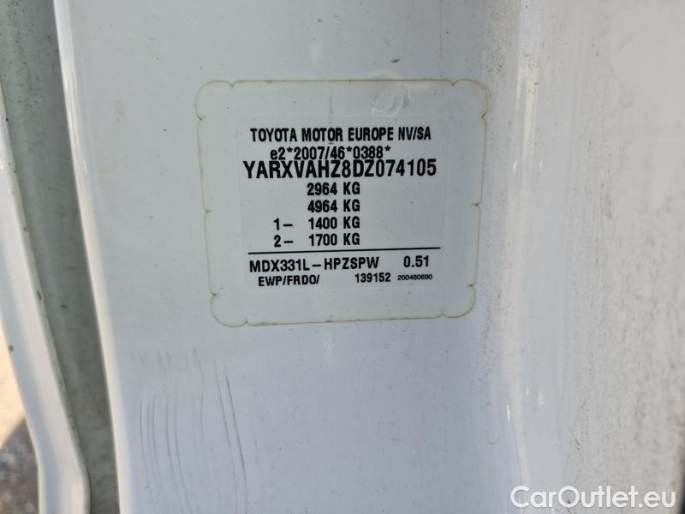 TOYOTA MOTOR EUROPE NV/SA
e2*2007/46*0388*
YARXVAHZ8DZ074105
2964 KG
4964 KG
1- 1400 KG
2- 1700 KG
MDX331L-HPZSPW 0.51
EWP/FRDO/ 139152 200480690
CarOutlet.eu